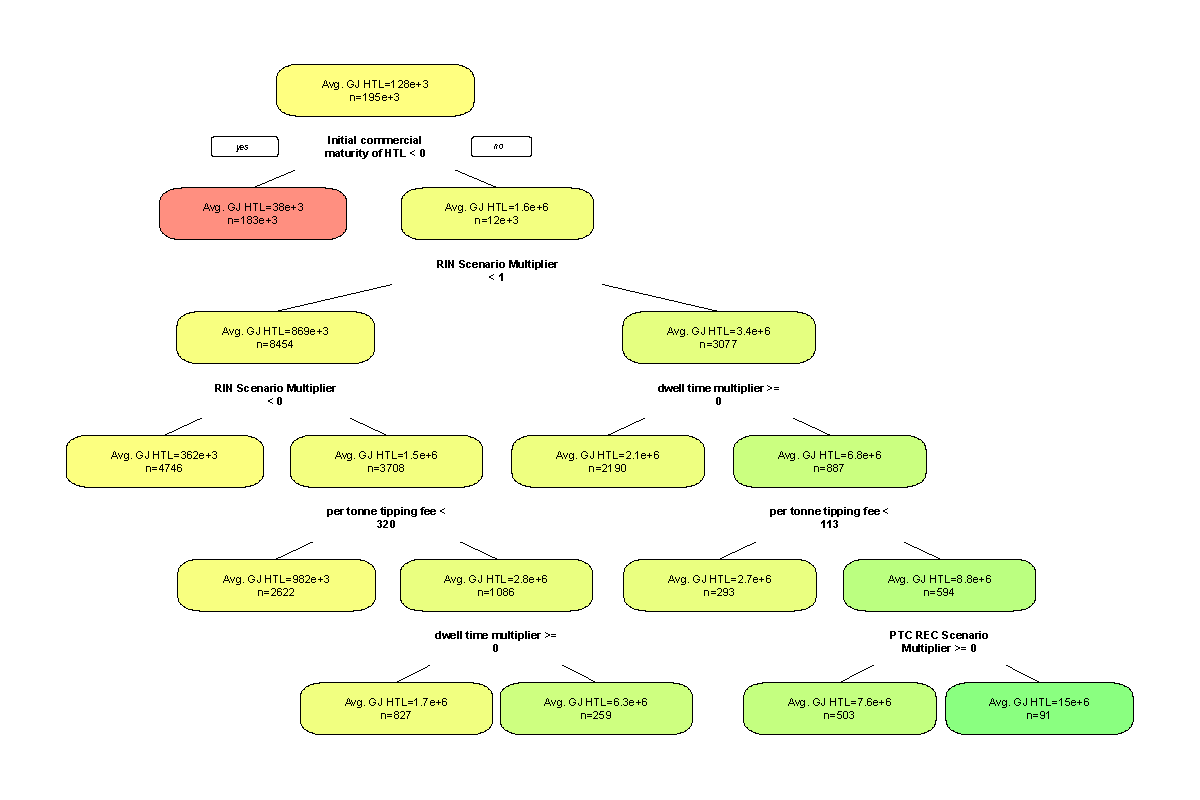 Avg. GJ HTL=128e+3
n=195e+3
yes
Initial commercial
maturity of HTL < 0
no
Avg. GJ HTL=38e+3
n=183e+3
Avg. GJ HTL=1.6e+6
n=12e+3
RIN Scenario Multiplier
< 1
Avg. GJ HTL=869e+3
n=8454
Avg. GJ HTL=3.4e+6
n=3077
RIN Scenario Multiplier
< 0
dwell time multiplier >=
0
Avg. GJ HTL=362e+3
n=4746
Avg. GJ HTL=1.5e+6
n=3708
Avg. GJ HTL=2.1e+6
n=2190
Avg. GJ HTL=6.8e+6
n=887
per tonne tipping fee <
320
per tonne tipping fee <
113
Avg. GJ HTL=982e+3
n=2622
Avg. GJ HTL=2.8e+6
n=1086
Avg. GJ HTL=2.7e+6
n=293
Avg. GJ HTL=8.8e+6
n=594
dwell time multiplier >=
0
PTC REC Scenario
Multiplier >= 0
Avg. GJ HTL=1.7e+6
n=827
Avg. GJ HTL=6.3e+6
n=259
Avg. GJ HTL=7.6e+6
n=503
Avg. GJ HTL=15e+6
n=91